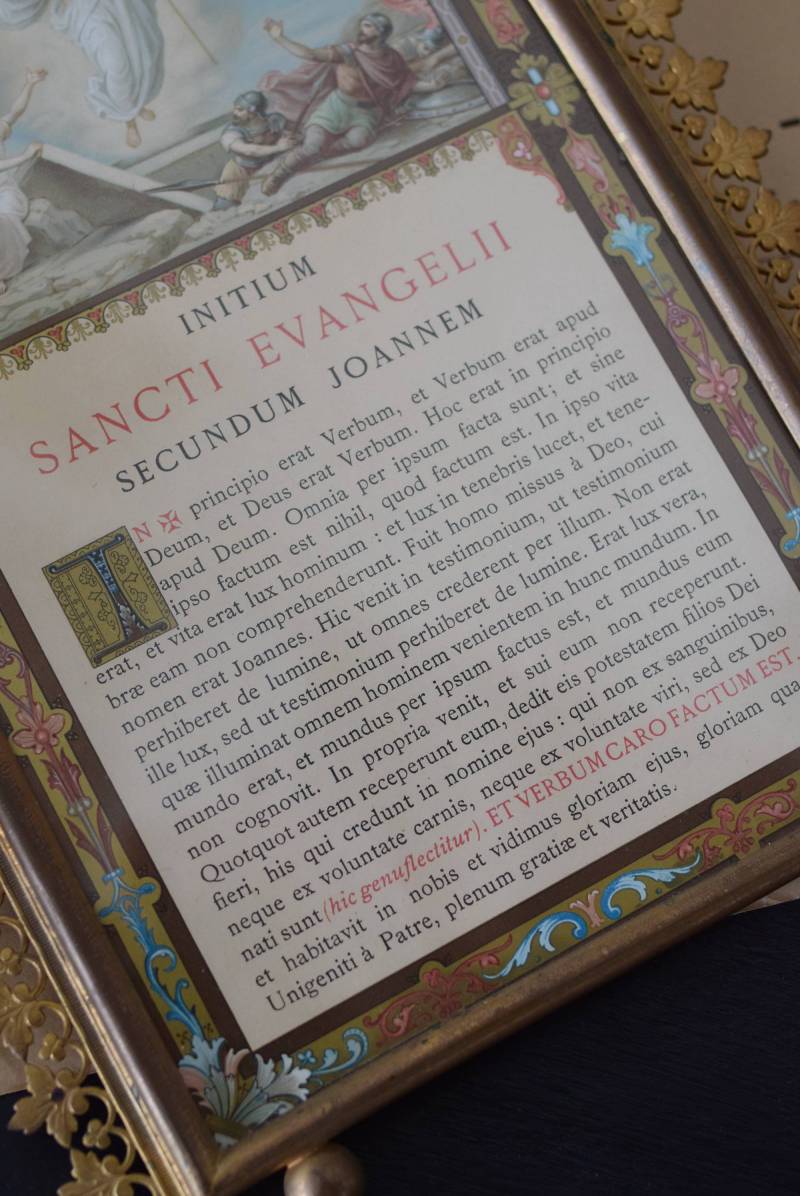 INITIUM
SANCTI EVANGELII
SECUNDUM JOANNEM
IN ✠ principio erat Verbum, et Verbum erat apud
Deum, et Deus erat Verbum. Hoc erat in principio
apud Deum. Omnia per ipsum facta sunt; et sine
ipso factum est nihil, quod factum est. In ipso vita
erat, et vita erat lux hominum : et lux in tenebris lucet, et tene-
bræ eam non comprehenderunt. Fuit homo missus à Deo, cui
nomen erat Joannes. Hic venit in testimonium, ut testimonium
perhiberet de lumine, ut omnes crederent per illum. Non erat
ille lux, sed ut testimonium perhiberet de lumine. Erat lux vera,
quæ illuminat omnem hominem venientem in hunc mundum. In
mundo erat, et mundus per ipsum factus est, et mundus eum
non cognovit. In propria venit, et sui eum non receperunt.
Quotquot autem receperunt eum, dedit eis potestatem filios Dei
fieri, his qui credunt in nomine ejus : qui non ex sanguinibus,
neque ex voluntate carnis, neque ex voluntate viri, sed ex Deo
nati sunt (hic genuflectitur). ET VERBUM CARO FACTUM EST,
et habitavit in nobis et vidimus gloriam ejus, gloriam qua
Unigeniti à Patre, plenum gratiæ et veritatis.